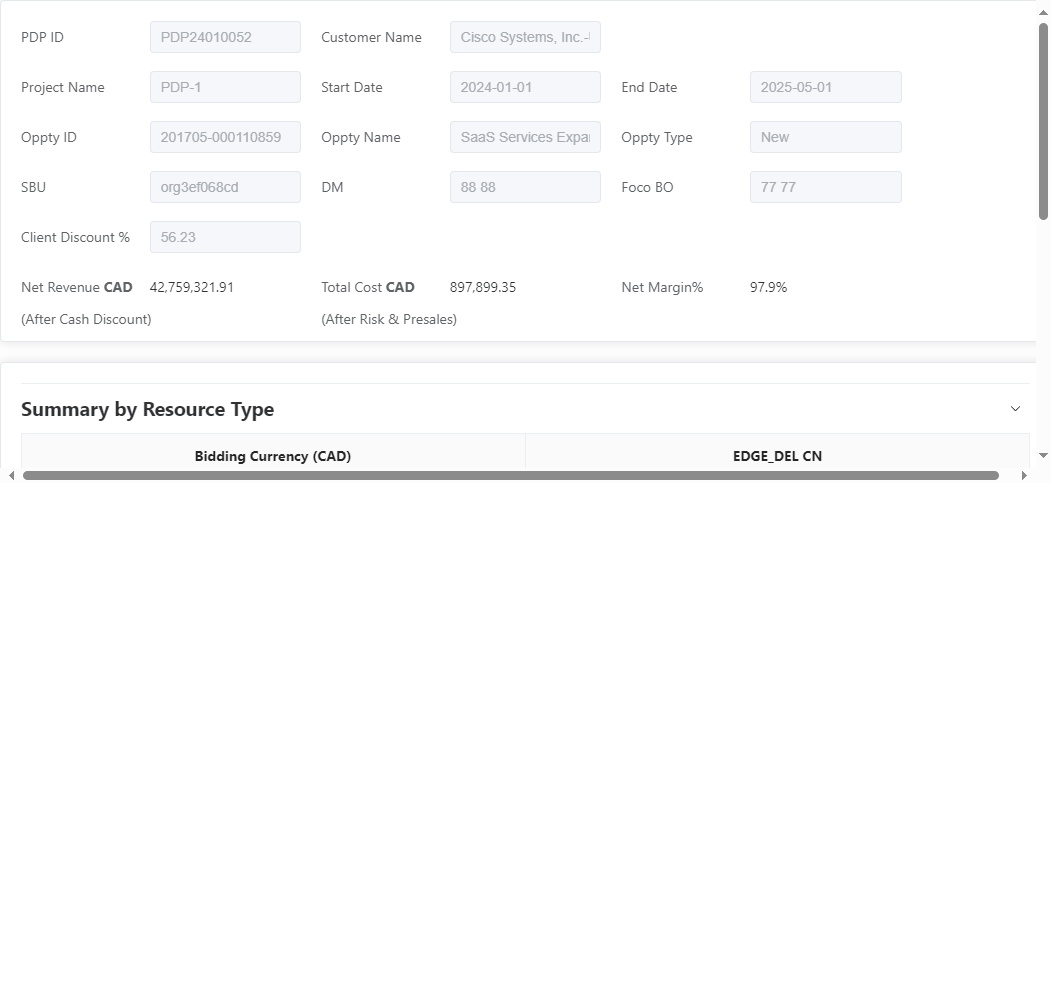 PDP ID PDP24010052 Customer Name Cisco Systems, Inc.-
Project Name PDP-1 Start Date 2024-01-01 End Date 2025-05-01
Oppty ID 201705-000110859 Oppty Name SaaS Services Expa Oppty Type New
SBU org3ef068cd DM 88 88 Foco BO 77 77
Client Discount % 56.23
Net Revenue CAD 42,759,321.91 Total Cost CAD 897,899.35 Net Margin% 97.9%
(After Cash Discount) (After Risk & Presales)
Summary by Resource Type
Bidding Currency (CAD) EDGE_DEL CN